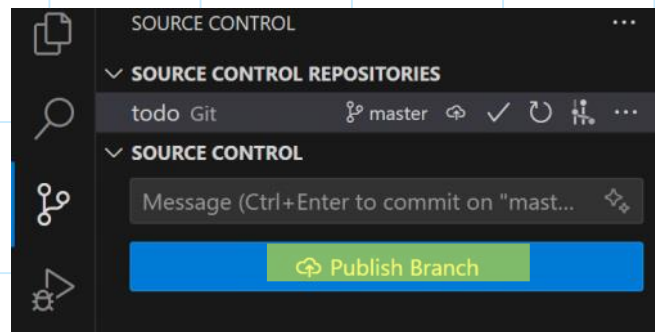 SOURCE CONTROL
SOURCE CONTROL REPOSITORIES
todo Git master
SOURCE CONTROL
Message (Ctrl+Enter to commit on "mast...
Publish Branch